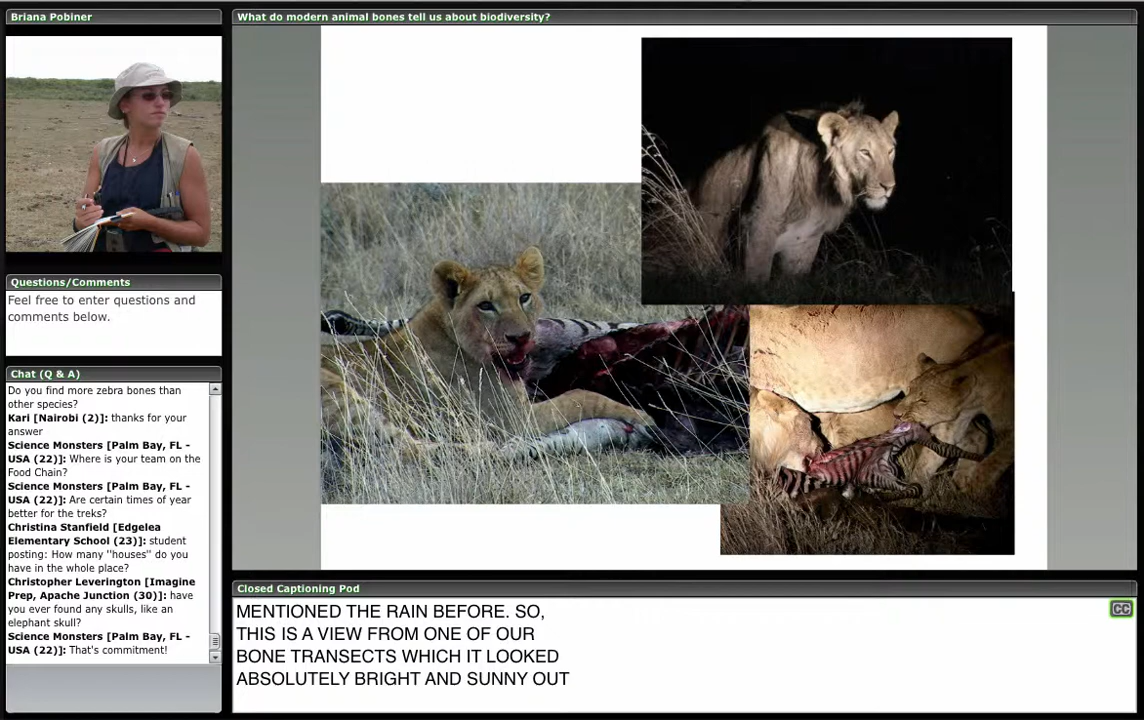 Briana Pobiner
What do modern animal bones tell us about biodiversity?
Questions/Comments
Feel free to enter questions and
comments below.
Chat (Q & A)
Do you find more zebra bones than
other species?
Kari [Nairobi (2)]: thanks for your
answer
Science Monsters [Palm Bay, FL -
USA (22)]: Where is your team on the
Food Chain?
Science Monsters [Palm Bay, FL -
USA (22)]: Are certain times of year
better for the treks?
Christina Stanfield [Edgelea
Elementary School (23)]: student
posting: How many "houses" do you
have in the whole place?
Christopher Leverington [Imagine
Prep, Apache Junction (30)]: have
you ever found any skulls, like an
elephant skull?
Science Monsters [Palm Bay, FL -
USA (22)]: That's commitment!
Closed Captioning Pod
CC
MENTIONED THE RAIN BEFORE. SO,
THIS IS A VIEW FROM ONE OF OUR
BONE TRANSECTS WHICH IT LOOKED
ABSOLUTELY BRIGHT AND SUNNY OUT